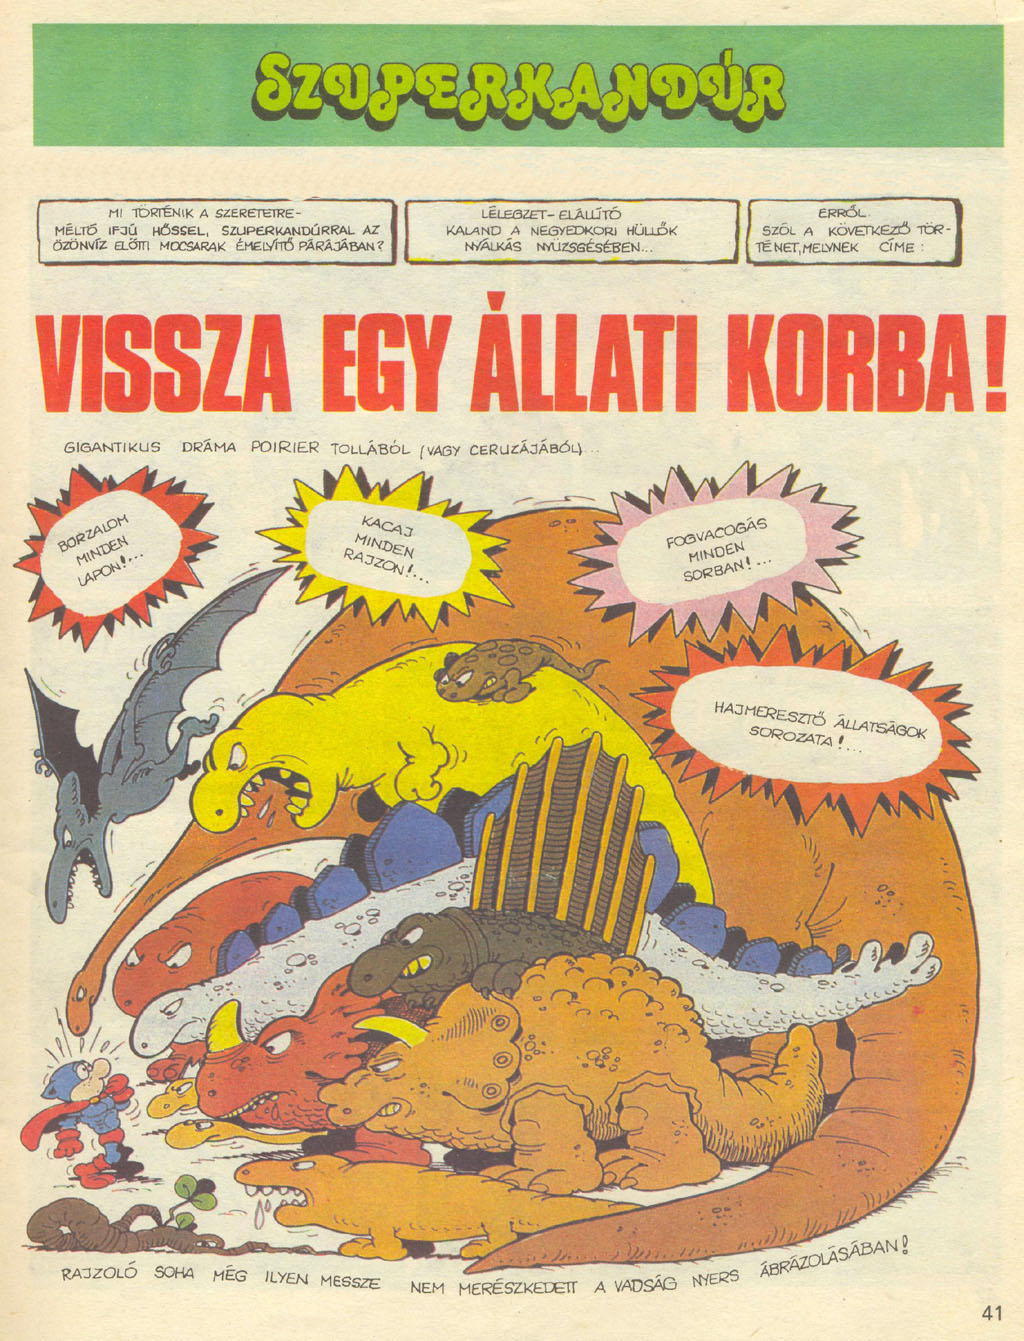 SZUPERKANDÚR
MI TÖRTÉNIK A SZERETETRE-
MÉLTÓ IFJÚ HŐSSEL, SZUPERKANDÚRRAL AZ
ÖZÖNVÍZ ELŐTTI MOCSARAK ÉMELYÍTŐ PÁRÁJÁBAN?
LÉLEGZET-ELÁLLÍTÓ
KALAND A NEGYEDKORI HÜLLŐK
NYÁLKÁS NYÜZSGÉSÉBEN...
ERRŐL
SZÓL A KÖVETKEZŐ TÖR-
TÉNET, MELYNEK CÍME:
VISSZA EGY ÁLLATI KORBA!
GIGANTIKUS DRÁMA POIRIER TOLLÁBÓL (VAGY CERUZÁJÁBÓL)...
BORZALOM
MINDEN
LAPON!...
KACAJ
MINDEN
RAJZON!...
FOGVACOGÁS
MINDEN
SORBAN!...
HAJMERESZTŐ ÁLLATSÁGOK
SOROZATA!...
RAJZOLÓ SOHA MÉG ILYEN MESSZE NEM MERÉSZKEDETT A VADSÁG NYERS ÁBRÁZOLÁSÁBAN!
41